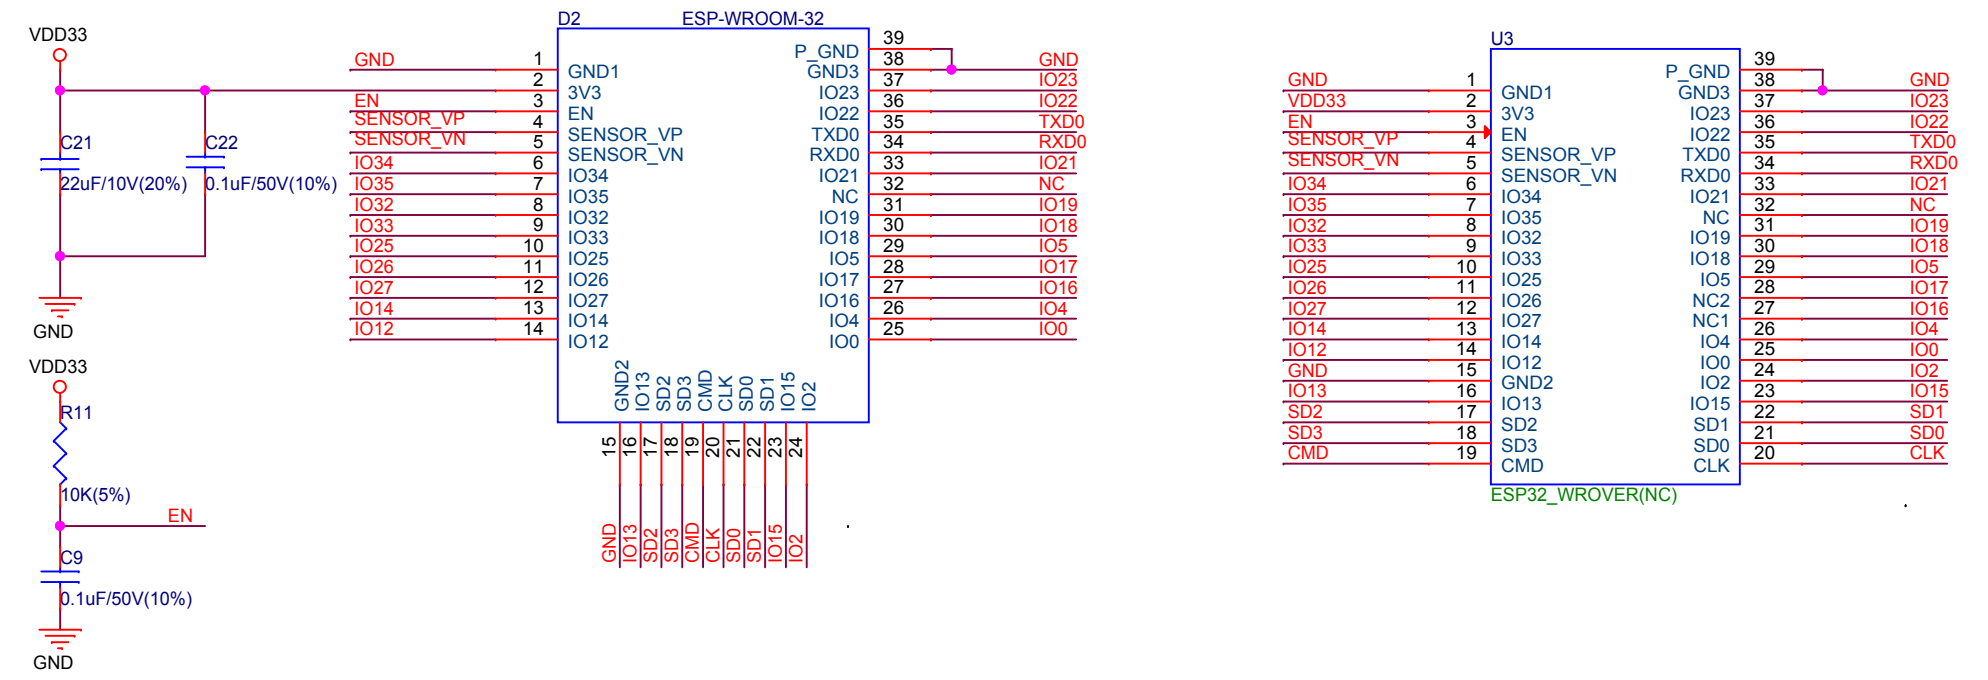 VDD33
C21
22uF/10V(20%)
C22
0.1uF/50V(10%)
GND
VDD33
R11
10K(5%)
EN
C9
0.1uF/50V(10%)
GND
D2 ESP-WROOM-32
GND 1 GND1
2 3V3
EN 3 EN
SENSOR_VP 4 SENSOR_VP
SENSOR_VN 5 SENSOR_VN
IO34 6 IO34
IO35 7 IO35
IO32 8 IO32
IO33 9 IO33
IO25 10 IO25
IO26 11 IO26
IO27 12 IO27
IO14 13 IO14
IO12 14 IO12
P_GND 39
GND3 38 GND
IO23 37 IO23
IO22 36 IO22
TXD0 35 TXD0
RXD0 34 RXD0
IO21 33 IO21
NC 32 NC
IO19 31 IO19
IO18 30 IO18
IO5 29 IO5
IO17 28 IO17
IO16 27 IO16
IO4 26 IO4
IO0 25 IO0
GND2 15 GND
IO13 16 IO13
SD2 17 SD2
SD3 18 SD3
CMD 19 CMD
CLK 20 CLK
SD0 21 SD0
SD1 22 SD1
IO15 23 IO15
IO2 24 IO2
U3
GND 1 GND1
VDD33 2 3V3
EN 3 EN
SENSOR_VP 4 SENSOR_VP
SENSOR_VN 5 SENSOR_VN
IO34 6 IO34
IO35 7 IO35
IO32 8 IO32
IO33 9 IO33
IO25 10 IO25
IO26 11 IO26
IO27 12 IO27
IO14 13 IO14
IO12 14 IO12
GND 15 GND2
IO13 16 IO13
SD2 17 SD2
SD3 18 SD3
CMD 19 CMD
P_GND 39
GND3 38 GND
IO23 37 IO23
IO22 36 IO22
TXD0 35 TXD0
RXD0 34 RXD0
IO21 33 IO21
NC 32 NC
IO19 31 IO19
IO18 30 IO18
IO5 29 IO5
NC2 28 IO17
NC1 27 IO16
IO4 26 IO4
IO0 25 IO0
IO2 24 IO2
IO15 23 IO15
SD1 22 SD1
SD0 21 SD0
CLK 20 CLK
ESP32_WROVER(NC)